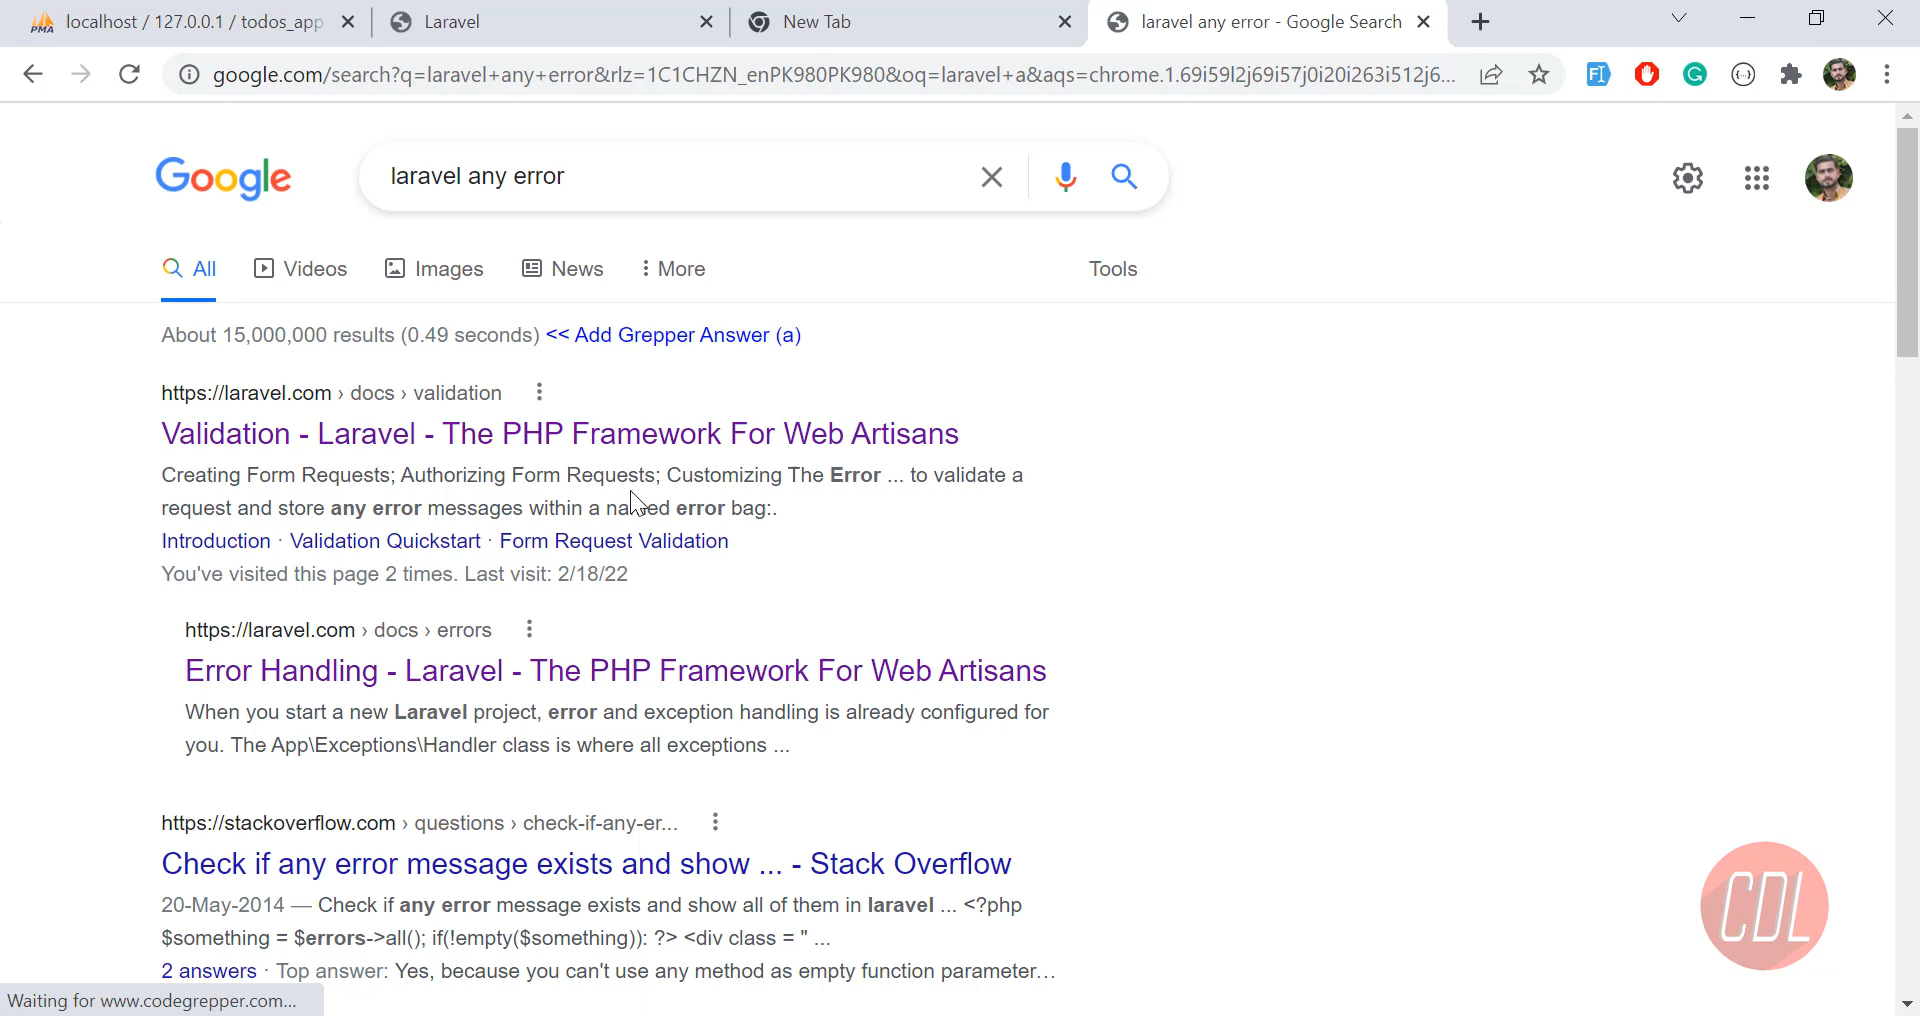 PMA localhost / 127.0.0.1 / todos_app
Laravel
New Tab
laravel any error - Google Search
google.com/search?q=laravel+any+error&rlz=1C1CHZN_enPK980PK980&oq=laravel+a&aqs=chrome.1.69i59l2j69i57j0i20i263i512j6...
Google
laravel any error
All
Videos
Images
News
More
Tools
About 15,000,000 results (0.49 seconds) << Add Grepper Answer (a)
https://laravel.com › docs › validation
Validation - Laravel - The PHP Framework For Web Artisans
Creating Form Requests; Authorizing Form Requests; Customizing The Error ... to validate a
request and store any error messages within a named error bag:.
Introduction · Validation Quickstart · Form Request Validation
You've visited this page 2 times. Last visit: 2/18/22
https://laravel.com › docs › errors
Error Handling - Laravel - The PHP Framework For Web Artisans
When you start a new Laravel project, error and exception handling is already configured for
you. The App\Exceptions\Handler class is where all exceptions ...
https://stackoverflow.com › questions › check-if-any-er...
Check if any error message exists and show ... - Stack Overflow
20-May-2014 — Check if any error message exists and show all of them in laravel ... <?php
$something = $errors->all(); if(!empty($something)): ?> <div class = " ...
2 answers · Top answer: Yes, because you can't use any method as empty function parameter...
CDL
Waiting for www.codegrepper.com...